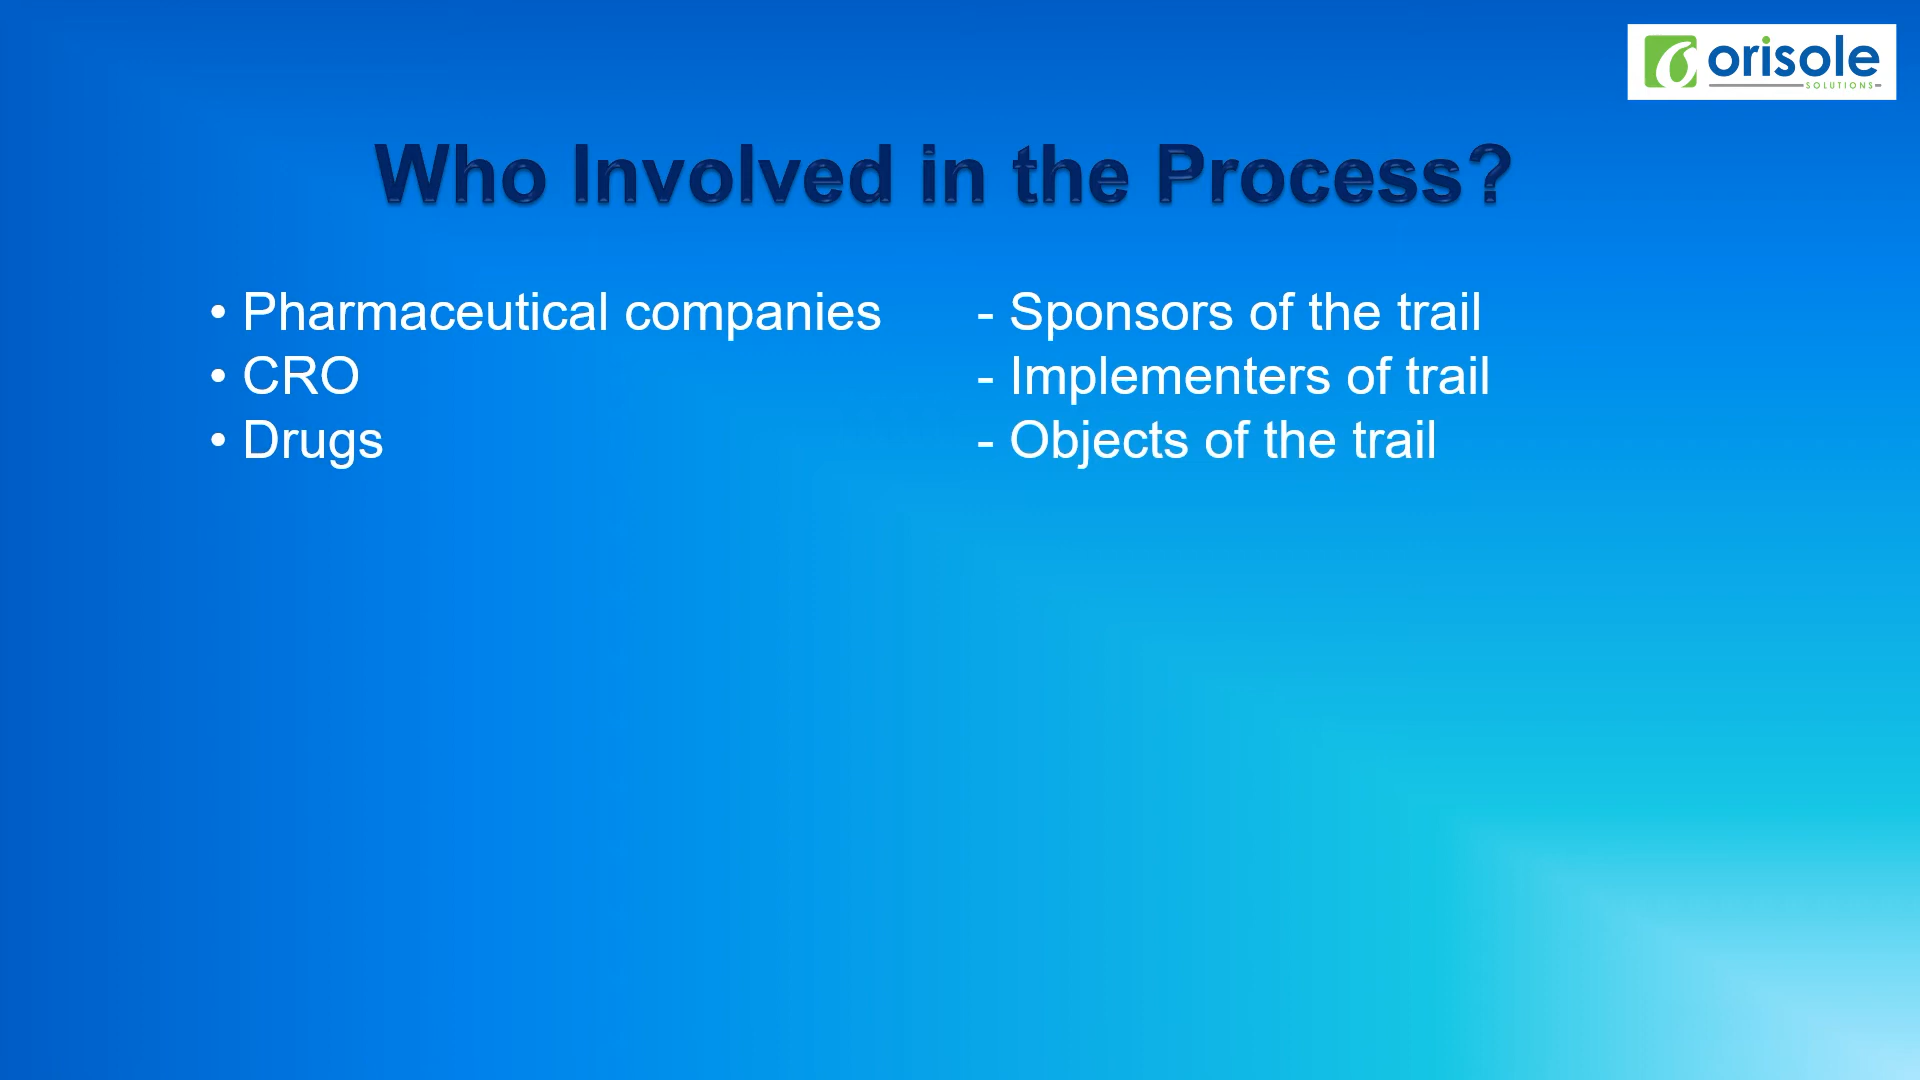 orisole
SOLUTIONS
Who Involved in the Process?
• Pharmaceutical companies - Sponsors of the trail
• CRO - Implementers of trail
• Drugs - Objects of the trail